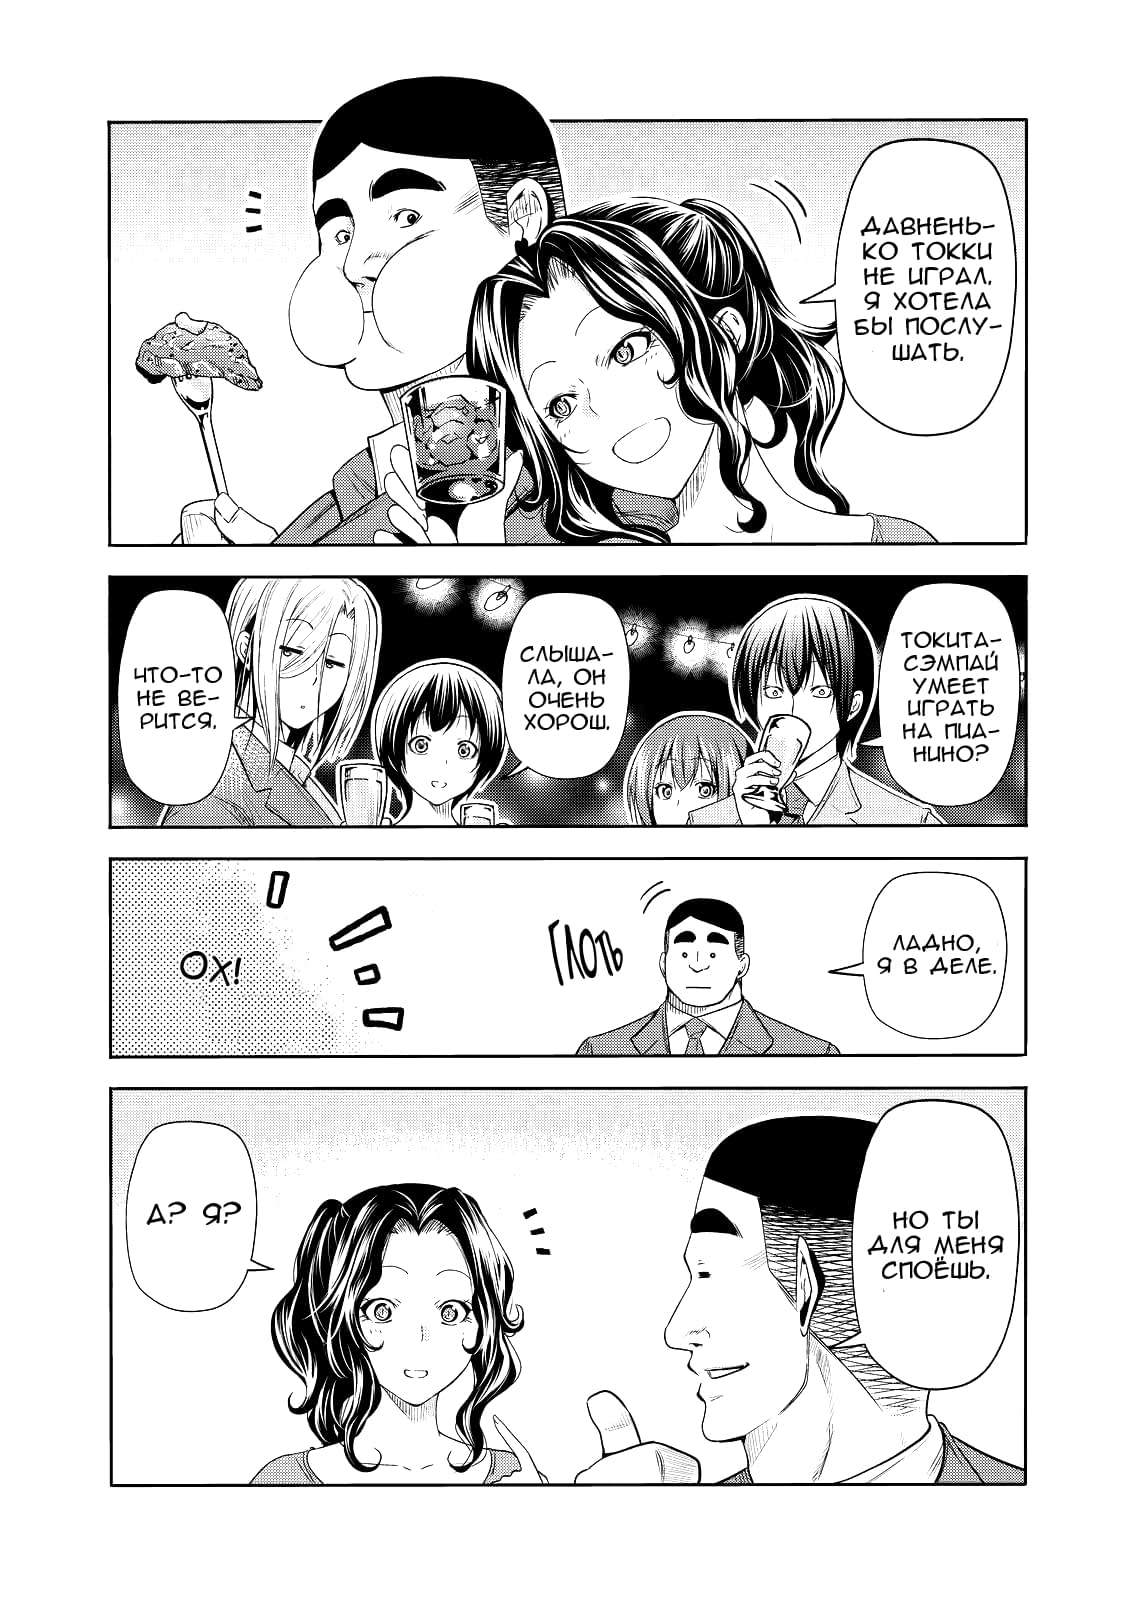 ДАВНЕНЬ-
КО ТОККИ
НЕ ИГРАЛ.
Я ХОТЕЛА
БЫ ПОСЛУ-
ШАТЬ.
ТОКИТА-
СЭМПАЙ
УМЕЕТ
ИГРАТЬ
НА ПИА-
НИНО?
СЛЫША-
ЛА, ОН
ОЧЕНЬ
ХОРОШ.
ЧТО-ТО
НЕ ВЕ-
РИТСЯ.
ЛАДНО,
Я В ДЕЛЕ.
ГЛОТЬ
ОХ!
НО ТЫ
ДЛЯ МЕНЯ
СПОЁШЬ.
А? Я?